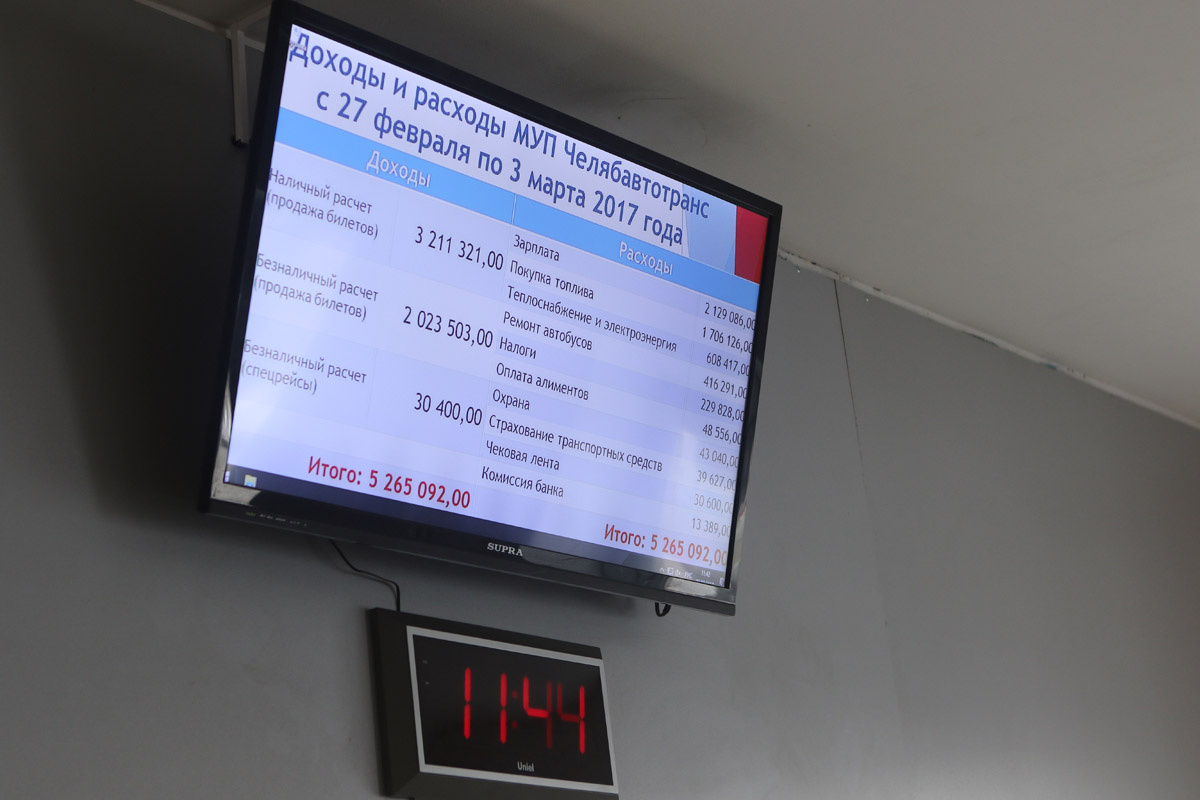 Доходы и расходы МУП Челябавтотранс
с 27 февраля по 3 марта 2017 года
Доходы
Расходы
Наличный расчет
(продажа билетов)
3 211 321,00
Безналичный расчет
(продажа билетов)
2 023 503,00
Безналичный расчет
(спецрейсы)
30 400,00
Итого: 5 265 092,00
Зарплата 2 129 086,00
Покупка топлива 1 706 126,00
Теплоснабжение и электроэнергия 608 417,00
Ремонт автобусов 416 291,00
Налоги 229 828,00
Оплата алиментов 48 556,00
Охрана 43 040,00
Страхование транспортных средств 39 627,00
Чековая лента 30 600,00
Комиссия банка 13 389,00
Итого: 5 265 092,00
SUPRA
11:44
Uniel